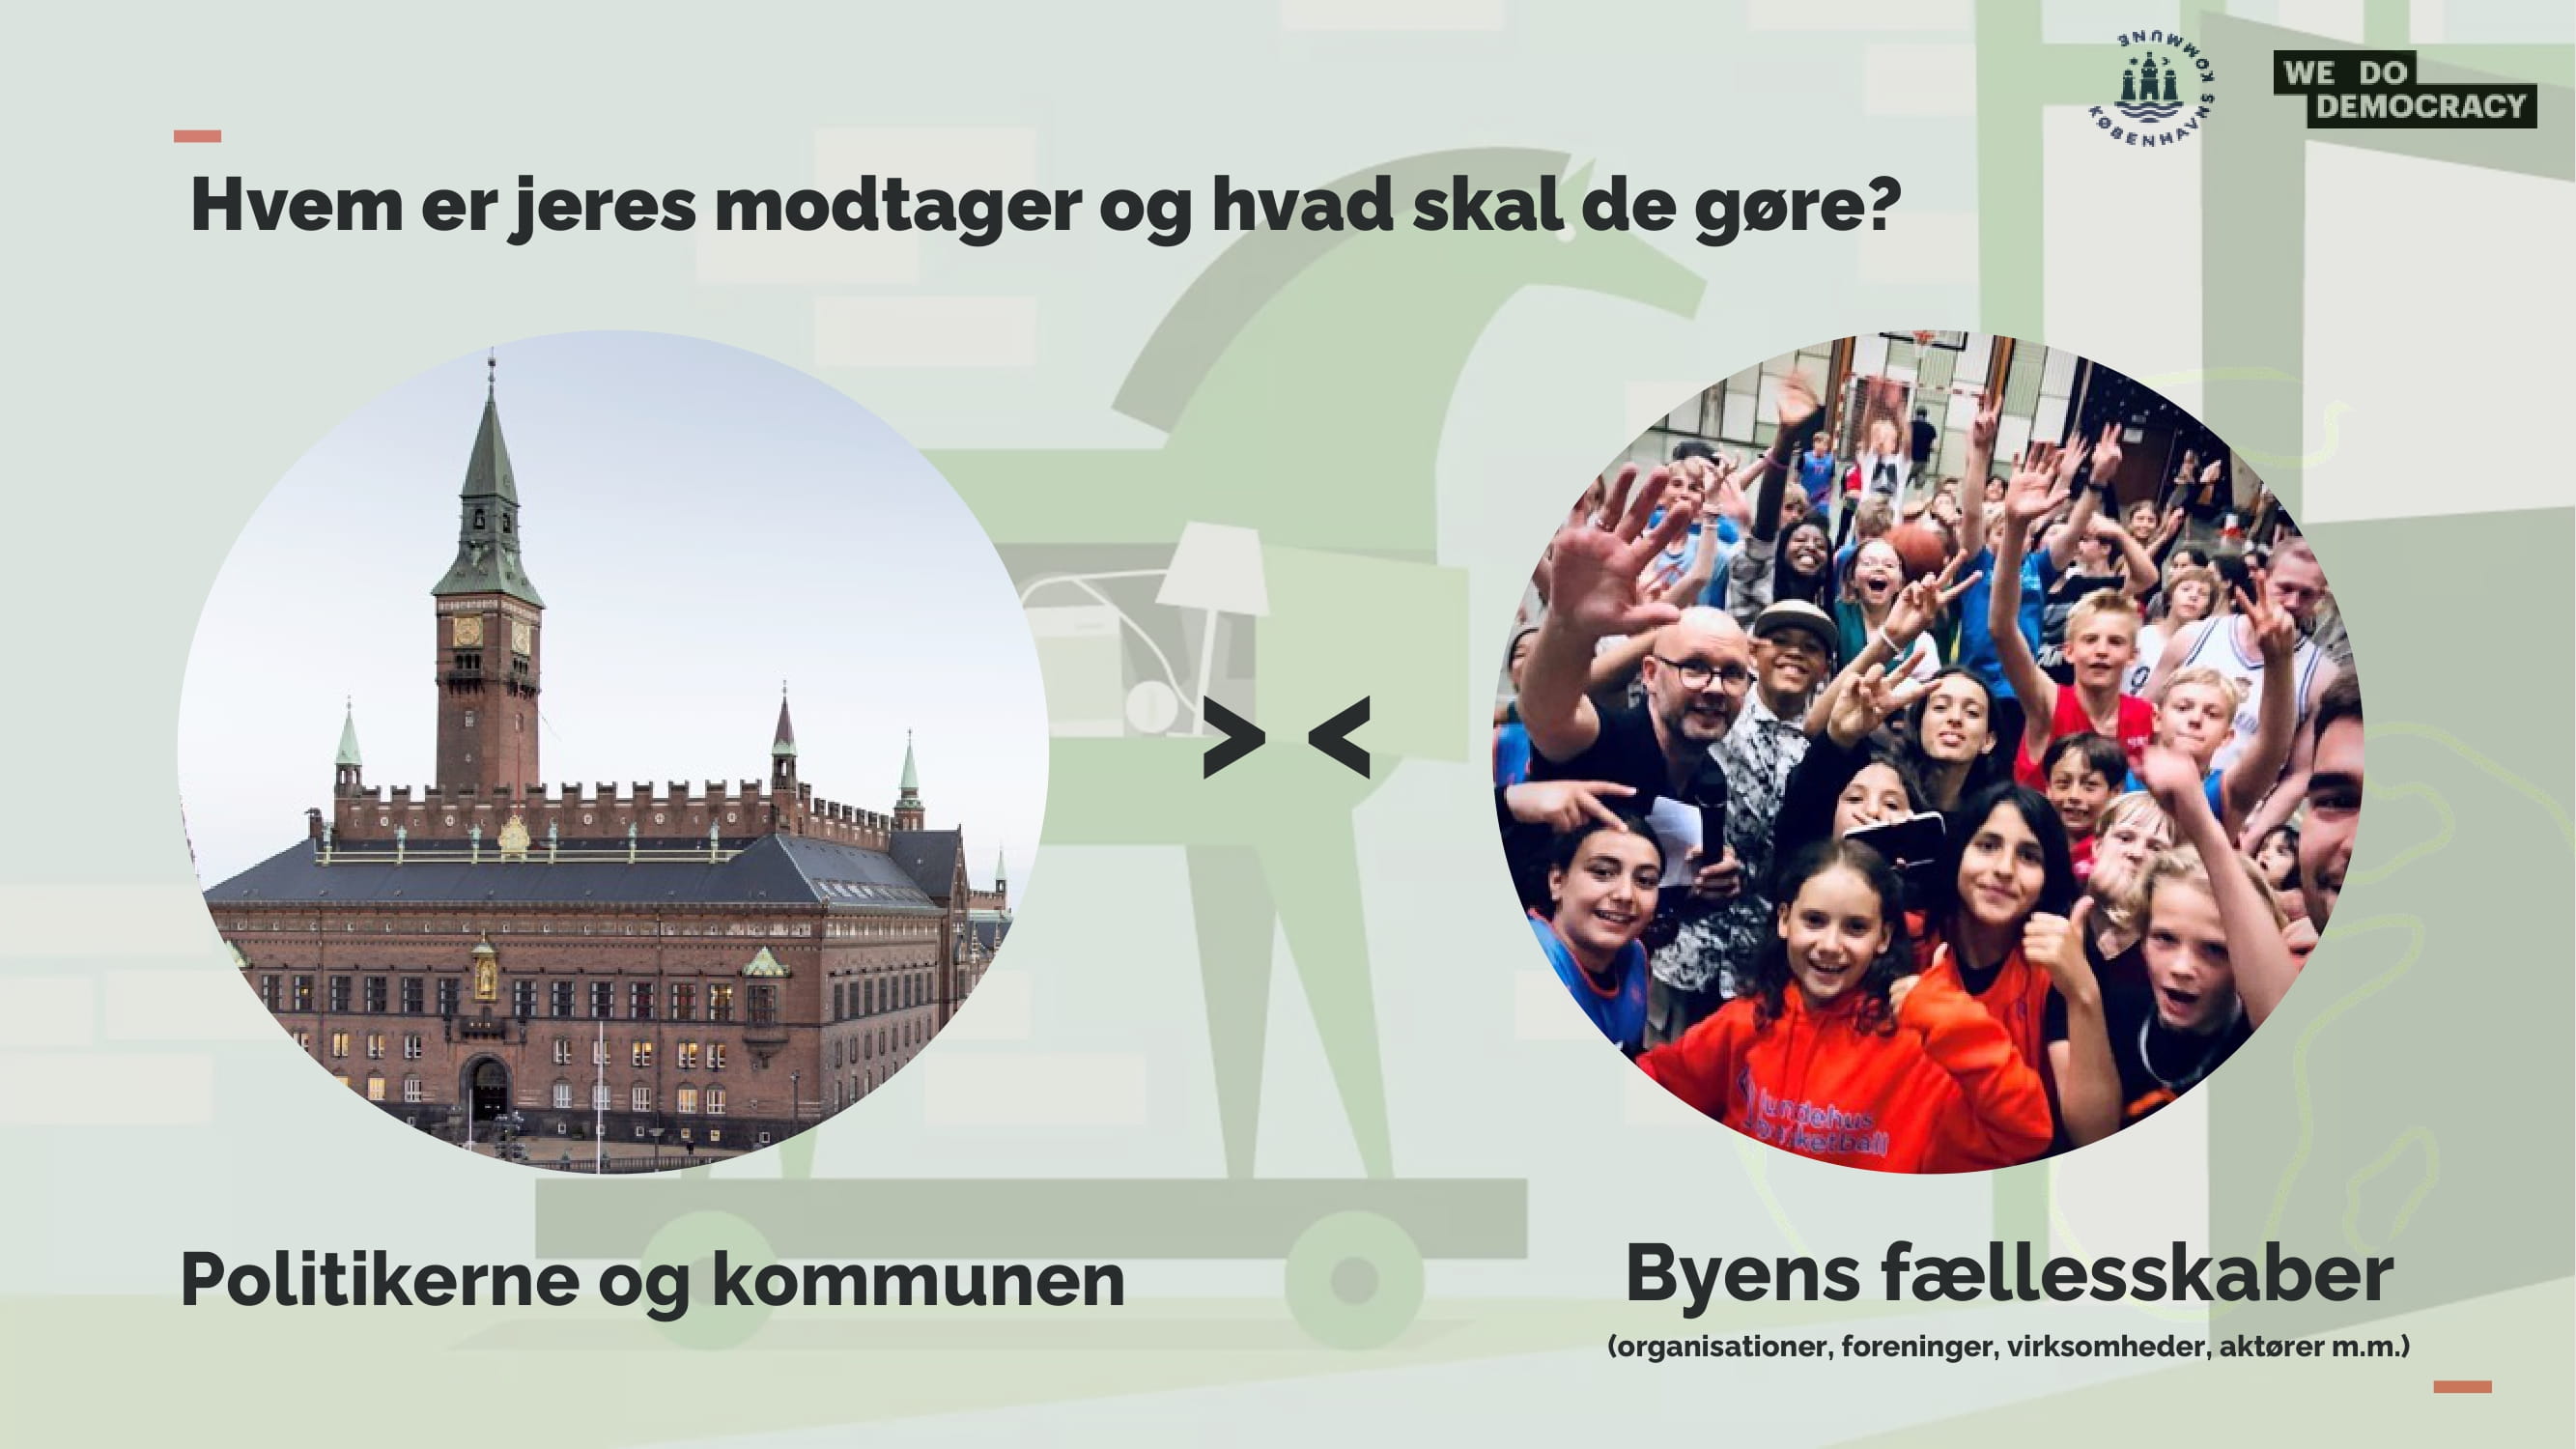 KØBENHAVNS KOMMUNE
WE DO
DEMOCRACY
Hvem er jeres modtager og hvad skal de gøre?
> <
lundehus
basketball
Politikerne og kommunen
Byens fællesskaber
(organisationer, foreninger, virksomheder, aktører m.m.)